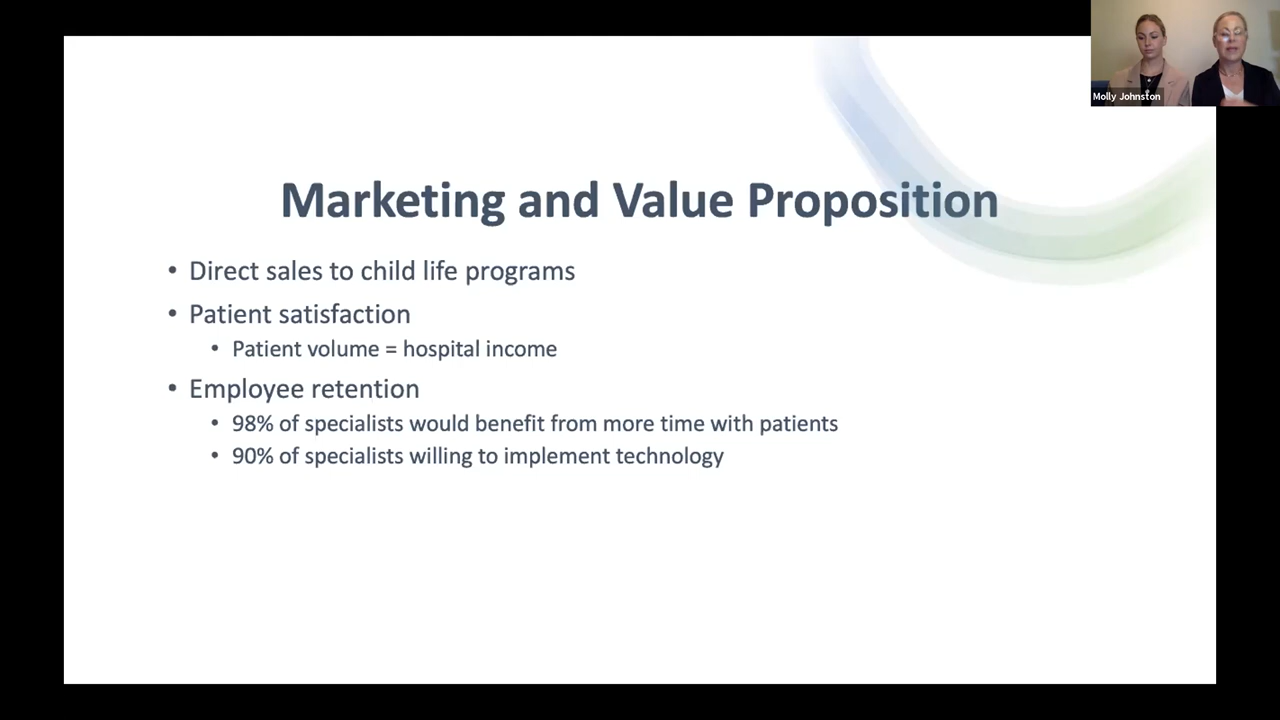 Molly Johnston
Marketing and Value Proposition
• Direct sales to child life programs
• Patient satisfaction
• Patient volume = hospital income
• Employee retention
• 98% of specialists would benefit from more time with patients
• 90% of specialists willing to implement technology